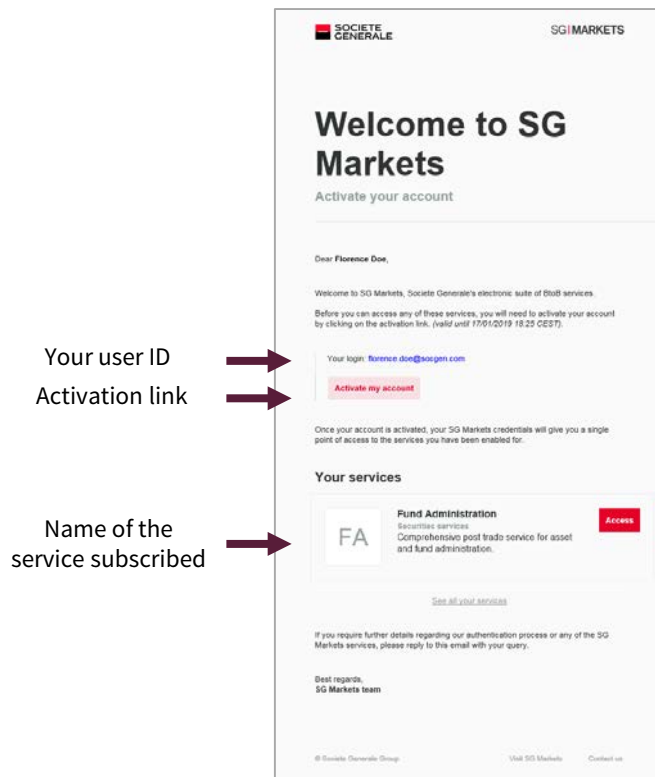 SOCIETE
GENERALE
SG|MARKETS
Welcome to SG
Markets
Activate your account
Dear Florence Doe,
Welcome to SG Markets, Societe Generale's electronic suite of BtoB services.
Before you can access any of these services, you will need to activate your account
by clicking on the activation link. (valid until 17/01/2019 18:25 CEST).
Your user ID
Your login: florence.doe@socgen.com
Activation link
Activate my account
Once your account is activated, your SG Markets credentials will give you a single
point of access to the services you have been enabled for.
Your services
Name of the
service subscribed
FA
Fund Administration
Securities services
Comprehensive post trade service for asset
and fund administration.
Access
See all your services
If you require further details regarding our authentication process or any of the SG
Markets services, please reply to this email with your query.
Best regards,
SG Markets team
© Societe Generale Group
Visit SG Markets
Contact us